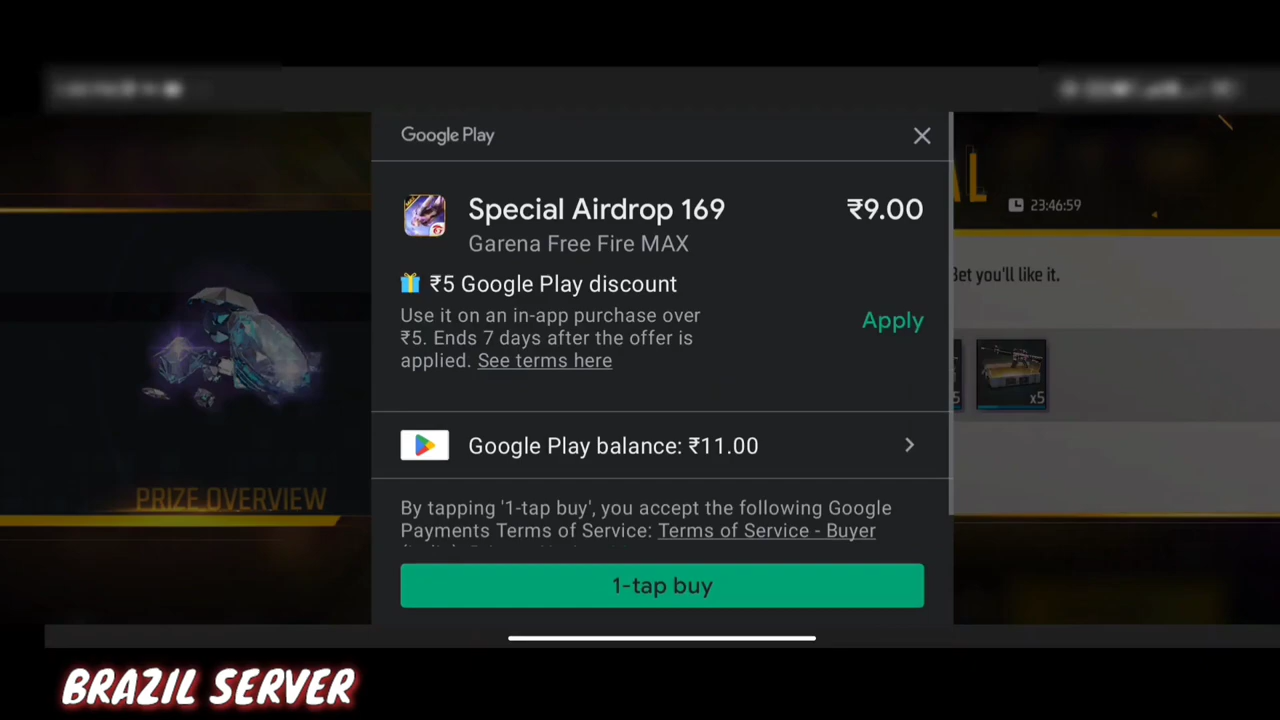 Google Play
Special Airdrop 169
₹9.00
Garena Free Fire MAX
₹5 Google Play discount
Use it on an in-app purchase over
₹5. Ends 7 days after the offer is
applied. See terms here
Apply
Google Play balance: ₹11.00
By tapping '1-tap buy', you accept the following Google
Payments Terms of Service: Terms of Service - Buyer
1-tap buy
PRIZE OVERVIEW
AL
23:46:59
Bet you'll like it.
5
x5
BRAZIL SERVER